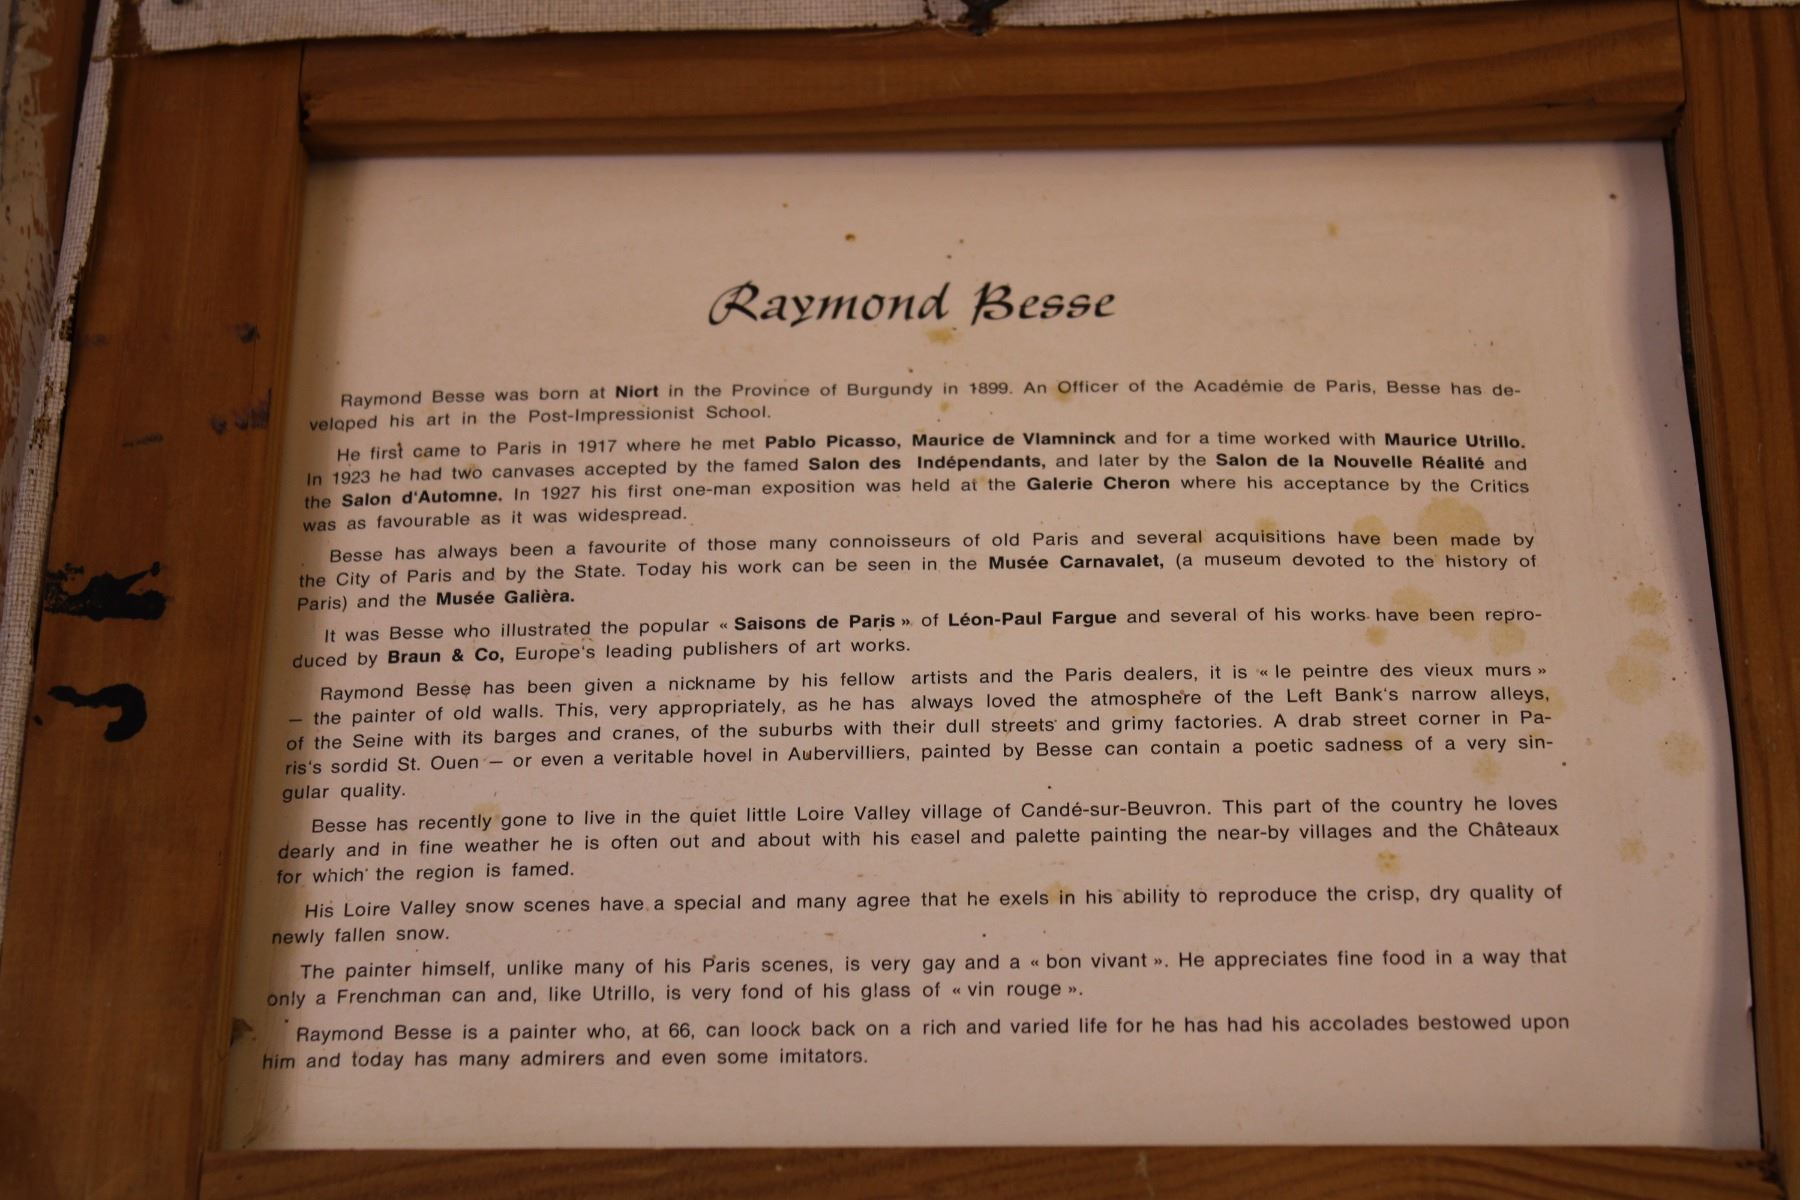 Raymond Besse
Raymond Besse was born at Niort in the Province of Burgundy in 1899. An Officer of the Académie de Paris, Besse has de-
veloped his art in the Post-Impressionist School.
He first came to Paris in 1917 where he met Pablo Picasso, Maurice de Vlamninck and for a time worked with Maurice Utrillo.
In 1923 he had two canvases accepted by the famed Salon des Indépendants, and later by the Salon de la Nouvelle Réalité and
the Salon d'Automne. In 1927 his first one-man exposition was held at the Galerie Cheron where his acceptance by the Critics
was as favourable as it was widespread.
Besse has always been a favourite of those many connoisseurs of old Paris and several acquisitions have been made by
the City of Paris and by the State. Today his work can be seen in the Musée Carnavalet, (a museum devoted to the history of
Paris) and the Musée Galièra.
It was Besse who illustrated the popular « Saisons de Paris » of Léon-Paul Fargue and several of his works have been repro-
duced by Braun & Co, Europe's leading publishers of art works.
Raymond Besse has been given a nickname by his fellow artists and the Paris dealers, it is « le peintre des vieux murs »
— the painter of old walls. This, very appropriately, as he has always loved the atmosphere of the Left Bank's narrow alleys,
of the Seine with its barges and cranes, of the suburbs with their dull streets and grimy factories. A drab street corner in Pa-
ris's sordid St. Ouen — or even a veritable hovel in Aubervilliers, painted by Besse can contain a poetic sadness of a very sin-
gular quality.
Besse has recently gone to live in the quiet little Loire Valley village of Candé-sur-Beuvron. This part of the country he loves
dearly and in fine weather he is often out and about with his easel and palette painting the near-by villages and the Châteaux
for which the region is famed.
His Loire Valley snow scenes have a special and many agree that he exels in his ability to reproduce the crisp, dry quality of
newly fallen snow.
The painter himself, unlike many of his Paris scenes, is very gay and a « bon vivant ». He appreciates fine food in a way that
only a Frenchman can and, like Utrillo, is very fond of his glass of « vin rouge ».
Raymond Besse is a painter who, at 66, can loock back on a rich and varied life for he has had his accolades bestowed upon
him and today has many admirers and even some imitators.